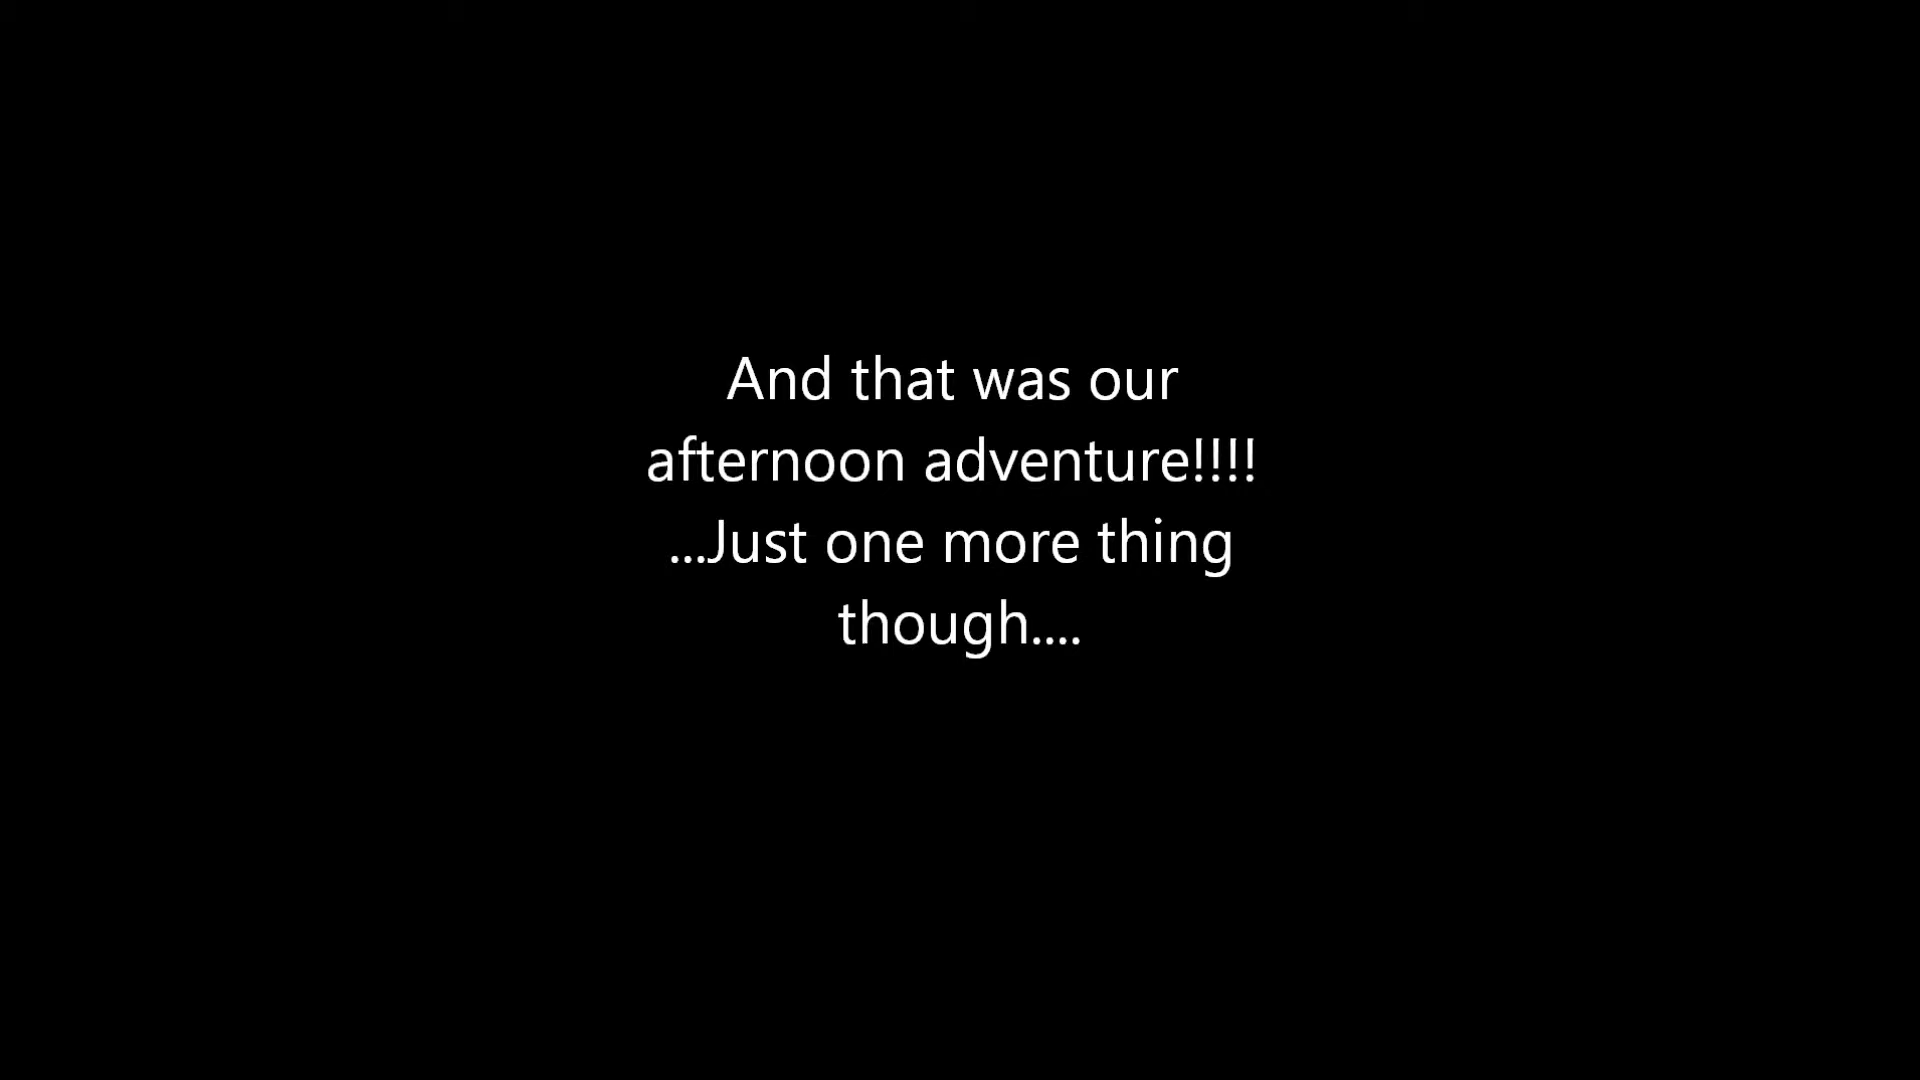 And that was our
afternoon adventure!!!!
...Just one more thing
though....